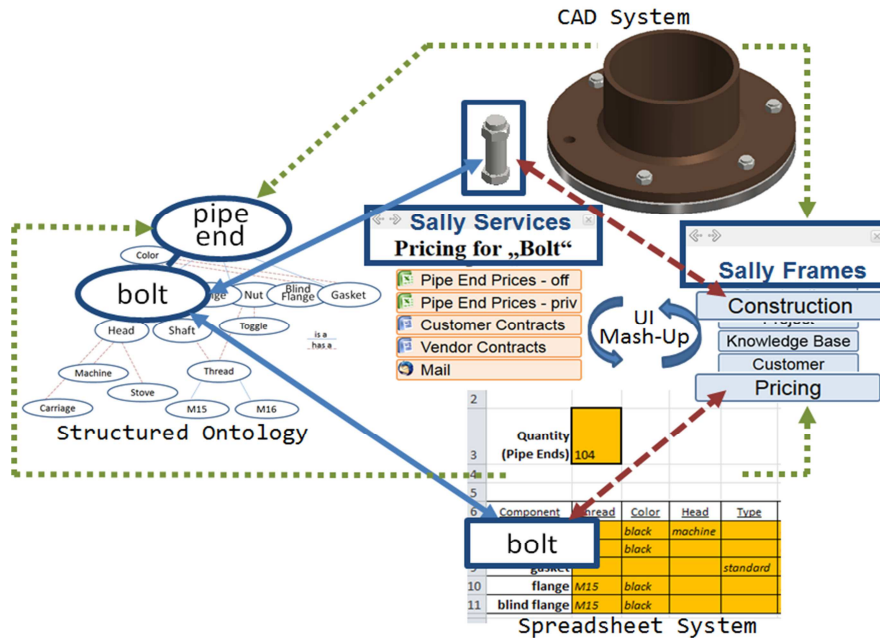 CAD System
pipe
end
Color
bolt
Nut
Blind
Flange
Gasket
Head
Shaft
Toggle
is a
has a
Machine
Thread
Stove
Carriage
M15
M16
Structured Ontology
Sally Services
Pricing for „Bolt“
Pipe End Prices - off
Pipe End Prices - priv
Customer Contracts
Vendor Contracts
Mail
UI
Mash-Up
Sally Frames
Construction
Knowledge Base
Customer
Pricing
2
Quantity
3 (Pipe Ends) 104
4
5
6 Component Thread Color Head Type
bolt
black machine
black
gasket standard
10 flange M15 black
11 blind flange M15 black
Spreadsheet System